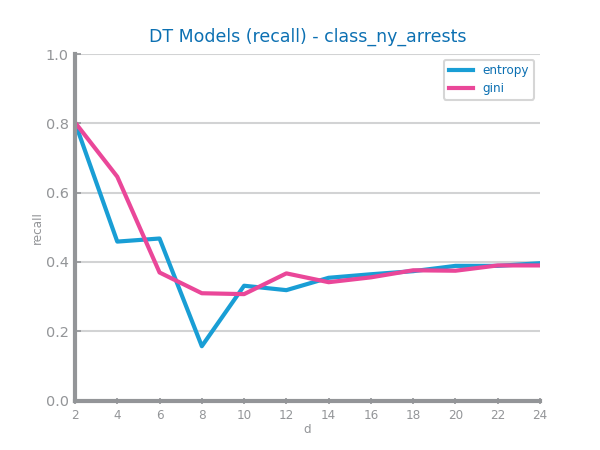 DT Models (recall) - class_ny_arrests
1.0
0.8
0.6
0.4
0.2
0.0
recall
entropy
gini
2 4 6 8 10 12 14 16 18 20 22 24
d